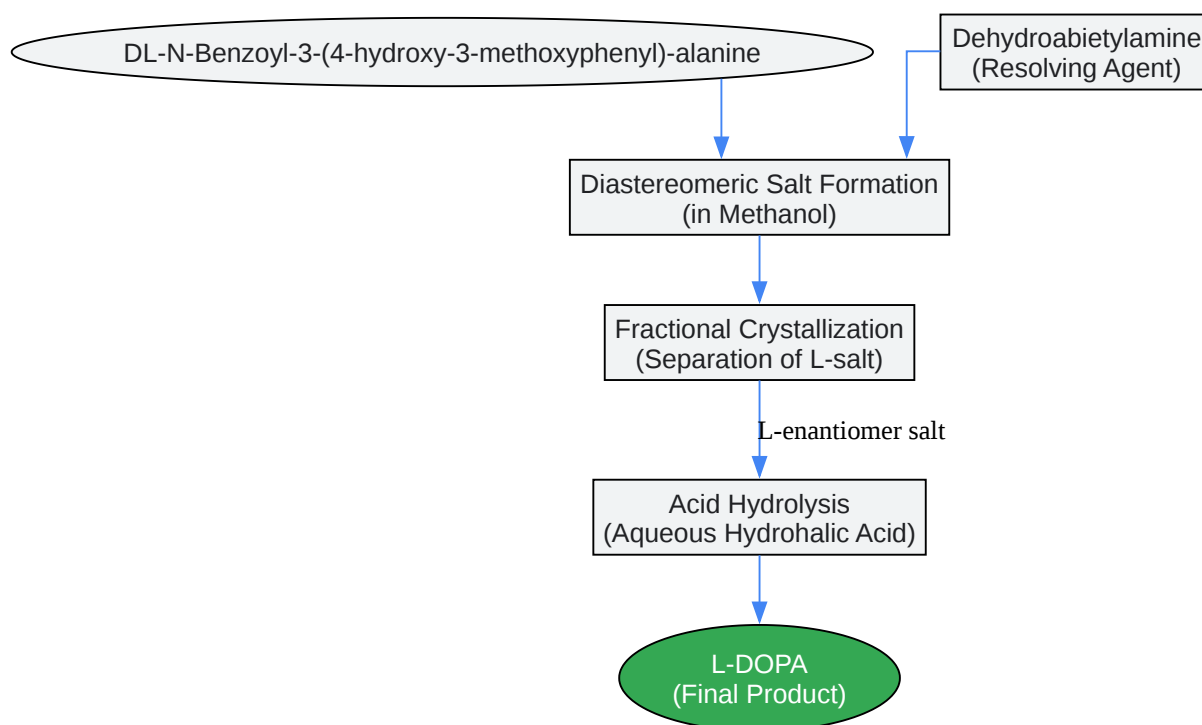 DL-N-Benzoyl-3-(4-hydroxy-3-methoxyphenyl)-alanine
Dehydroabietylamine
(Resolving Agent)
Diastereomeric Salt Formation
(in Methanol)
Fractional Crystallization
(Separation of L-salt)
L-enantiomer salt
Acid Hydrolysis
(Aqueous Hydrohalic Acid)
L-DOPA
(Final Product)